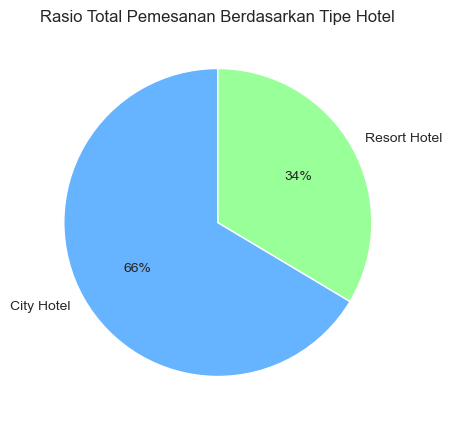 Rasio Total Pemesanan Berdasarkan Tipe Hotel
Resort Hotel
34%
66%
City Hotel